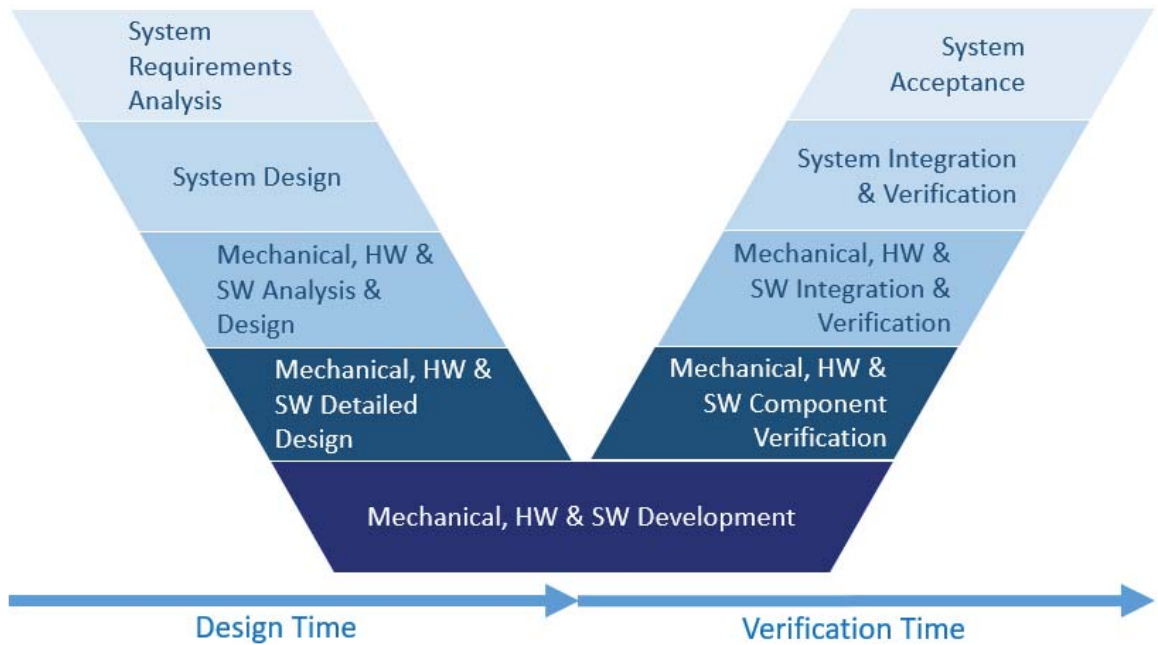 System
Requirements
Analysis
System Design
Mechanical, HW &
SW Analysis &
Design
Mechanical, HW &
SW Detailed
Design
Mechanical, HW & SW Development
System
Acceptance
System Integration
& Verification
Mechanical, HW &
SW Integration &
Verification
Mechanical, HW &
SW Component
Verification
Design Time
Verification Time